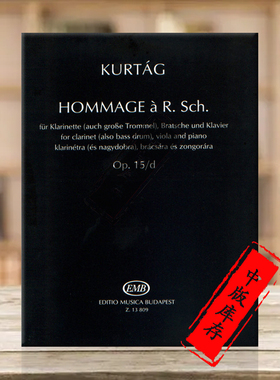 KURTÁG
HOMMAGE à R. Sch.
für Klarinette (auch große Trommel), Bratsche und Klavier
for clarinet (also bass drum), viola and piano
klarinétra (és nagydobra), brácsára és zongorára
Op. 15/d
EMB
EDITIO MUSICA BUDAPEST
Z. 13 809
中版库存